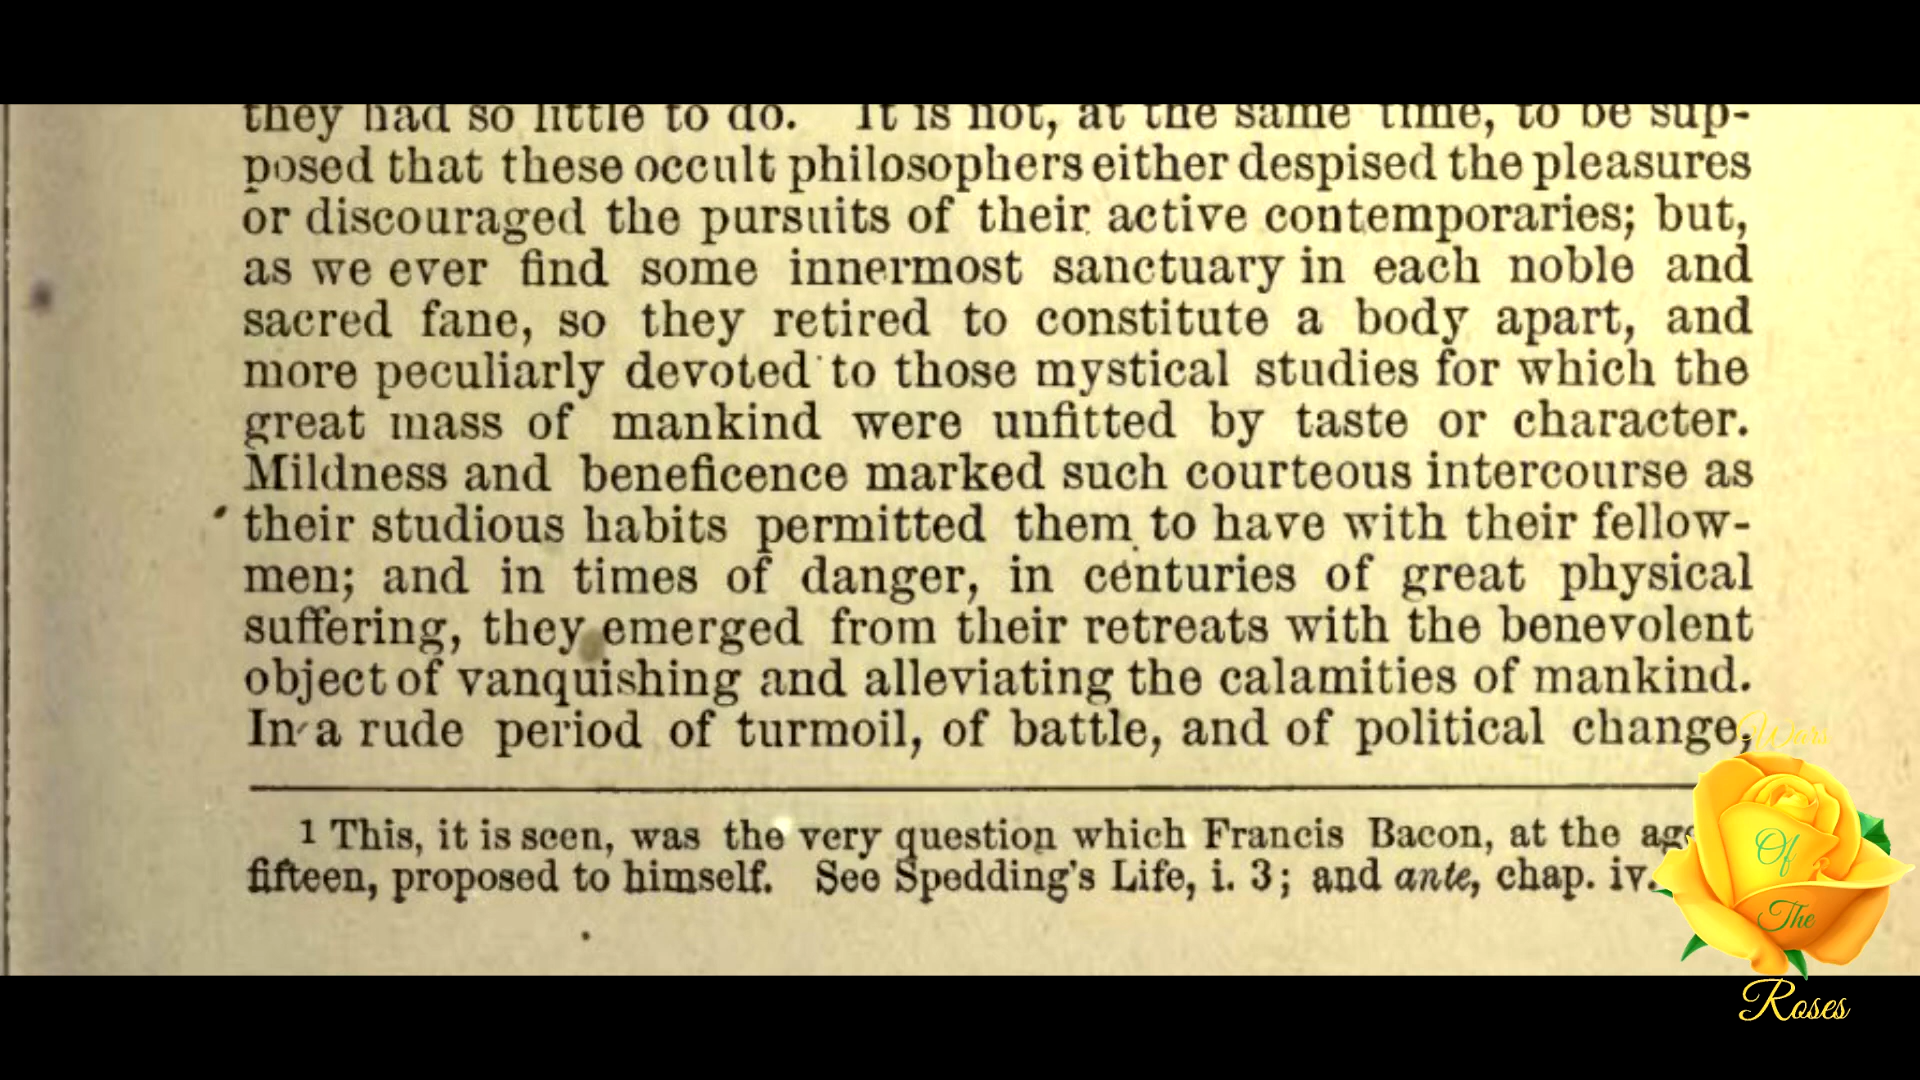 they had so little to do. It is not, at the same time, to be sup-
posed that these occult philosophers either despised the pleasures
or discouraged the pursuits of their active contemporaries; but,
as we ever find some innermost sanctuary in each noble and
sacred fane, so they retired to constitute a body apart, and
more peculiarly devoted to those mystical studies for which the
great mass of mankind were unfitted by taste or character.
Mildness and beneficence marked such courteous intercourse as
their studious habits permitted them to have with their fellow-
men; and in times of danger, in centuries of great physical
suffering, they emerged from their retreats with the benevolent
object of vanquishing and alleviating the calamities of mankind.
In a rude period of turmoil, of battle, and of political change,
1 This, it is seen, was the very question which Francis Bacon, at the age
fifteen, proposed to himself. See Spedding's Life, i. 3; and ante, chap. iv.
Wars
Of
The
Roses